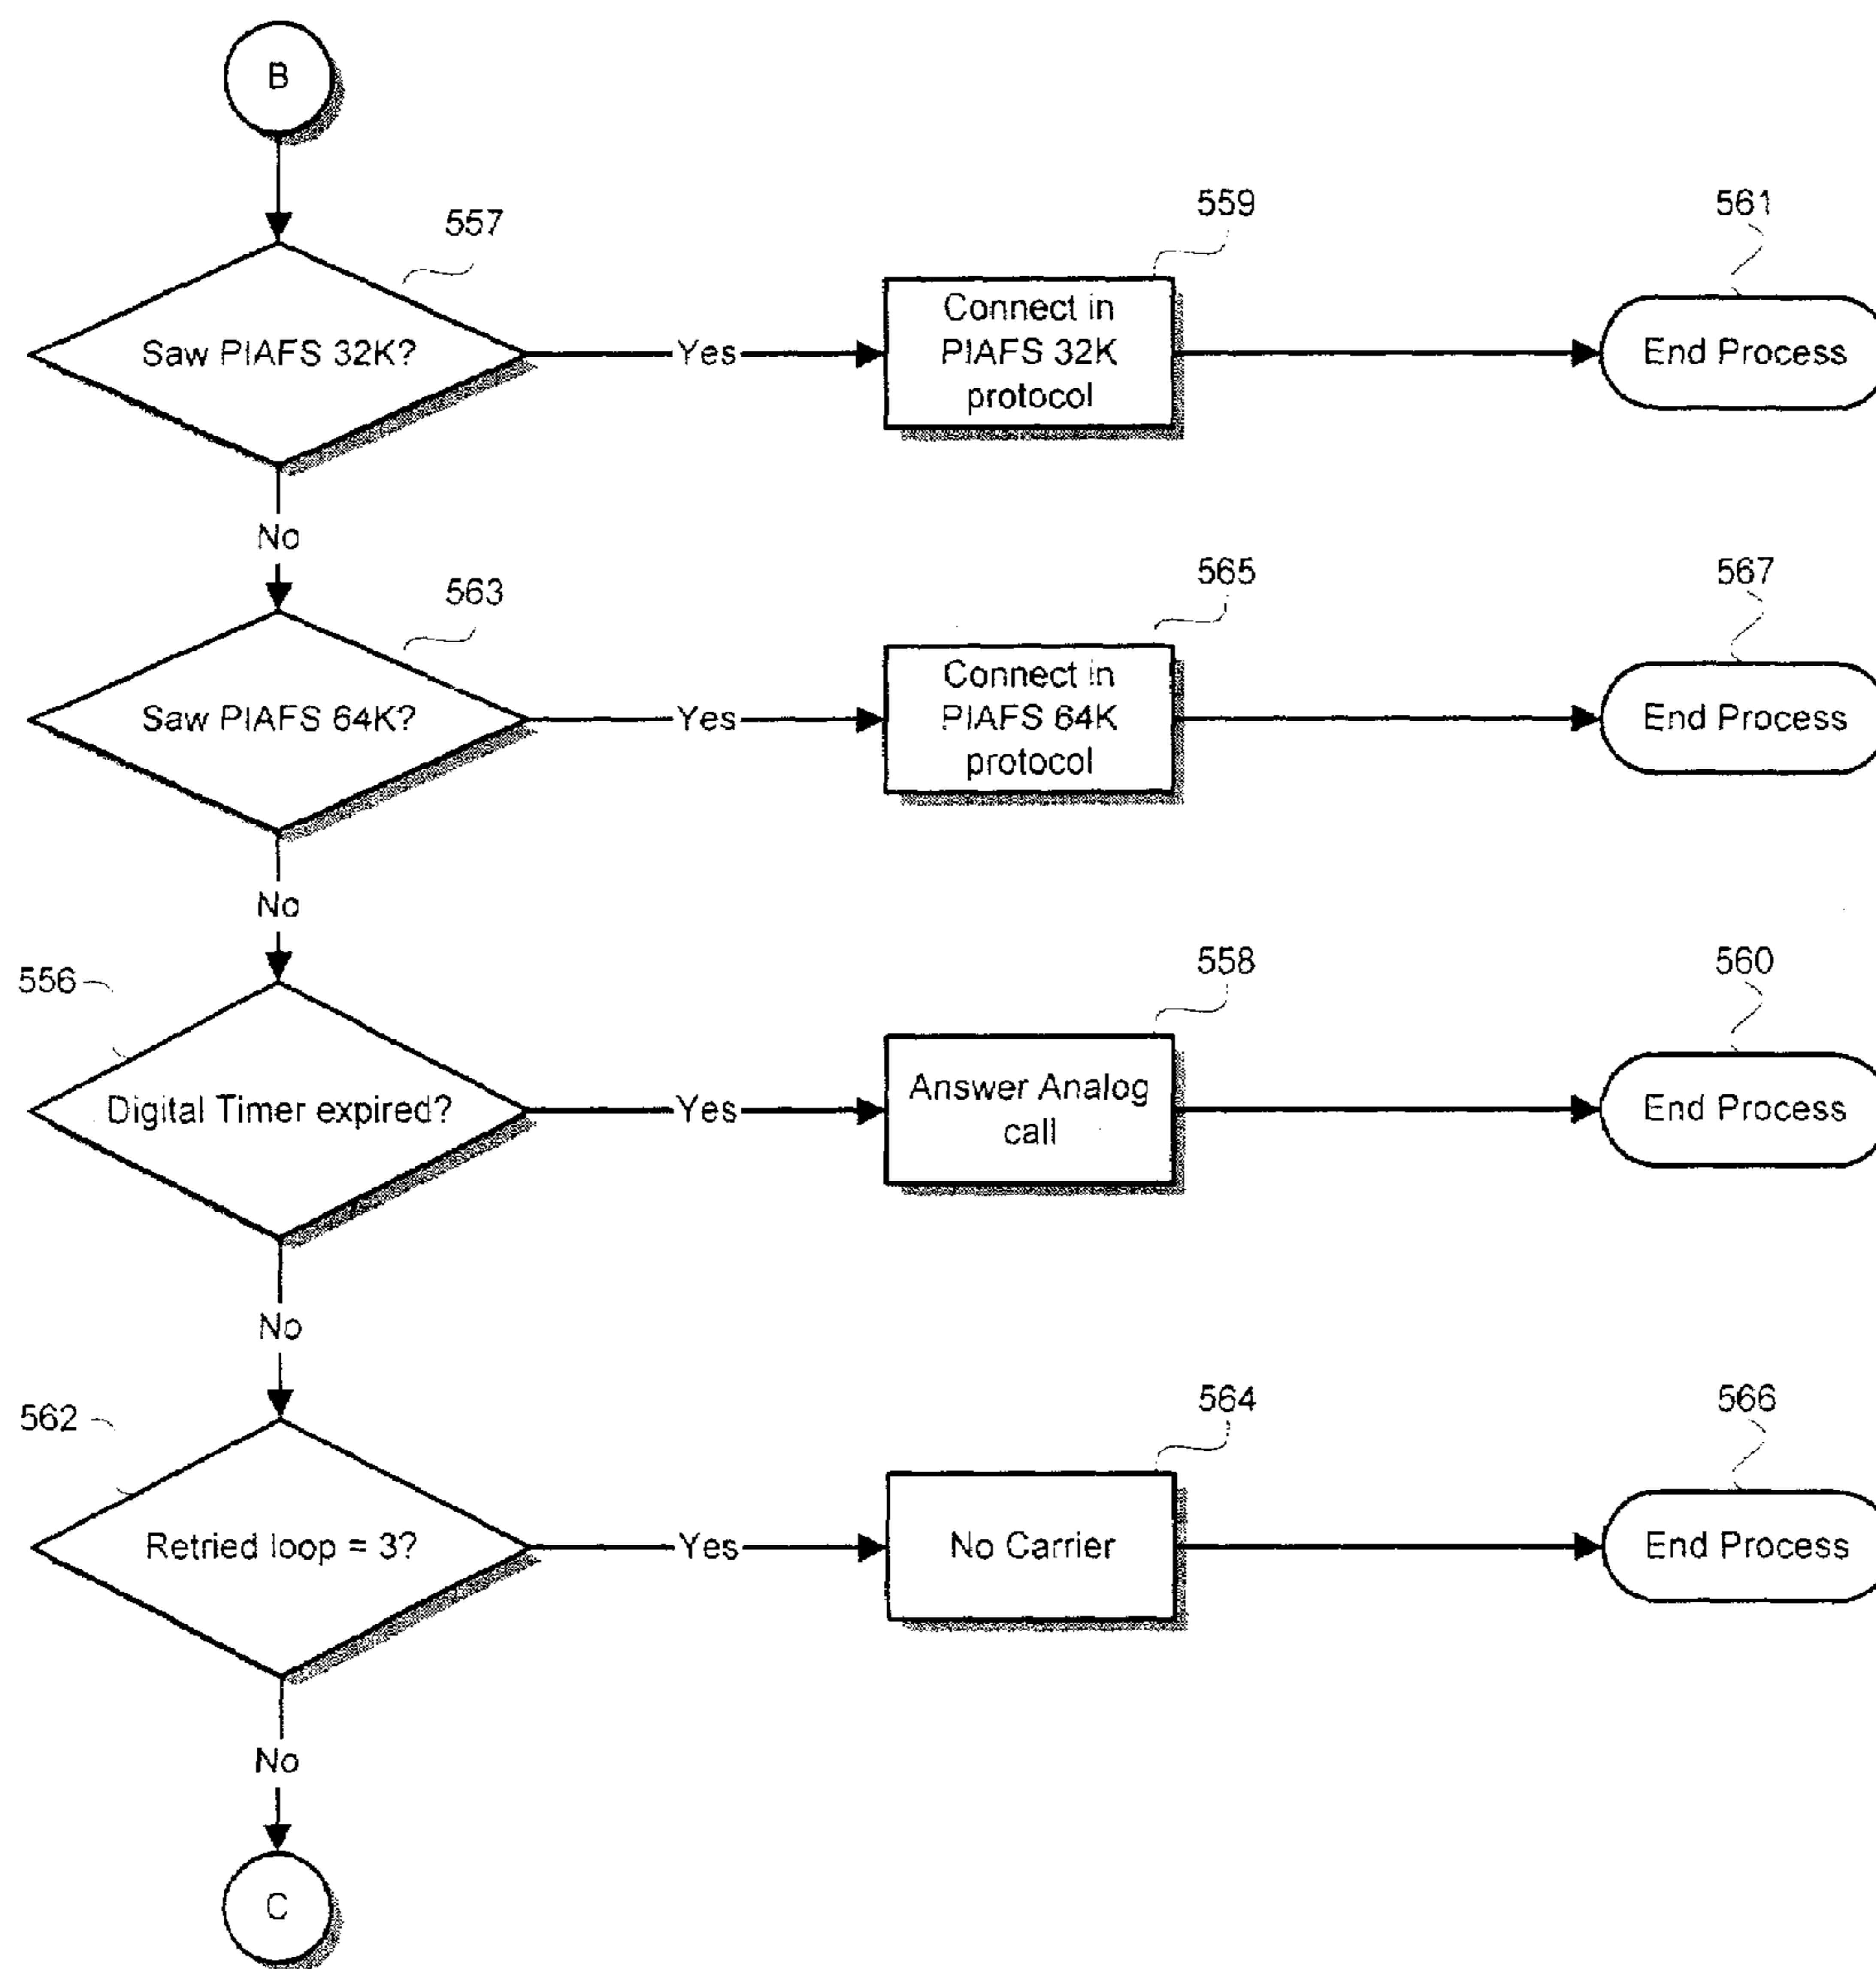 B
557
559
561
Saw PIAFS 32K?
Yes
Connect in
PIAFS 32K
protocol
End Process
No
563
565
567
Saw PIAFS 64K?
Yes
Connect in
PIAFS 64K
protocol
End Process
No
556
558
560
Digital Timer expired?
Yes
Answer Analog
call
End Process
No
562
564
566
Retried loop = 3?
Yes
No Carrier
End Process
No
C